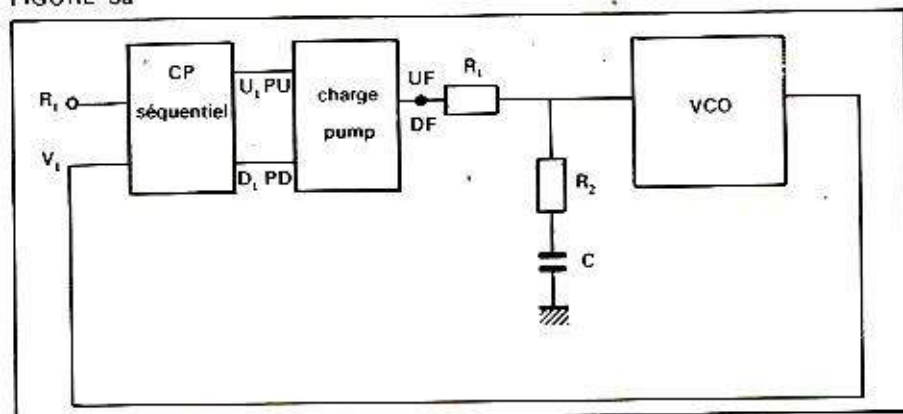 FIGURE 3a
CP
séquentiel
R₁
V₁
U₁ PU
D₁ PD
charge
pump
UF
DF
R₁
R₂
C
VCO